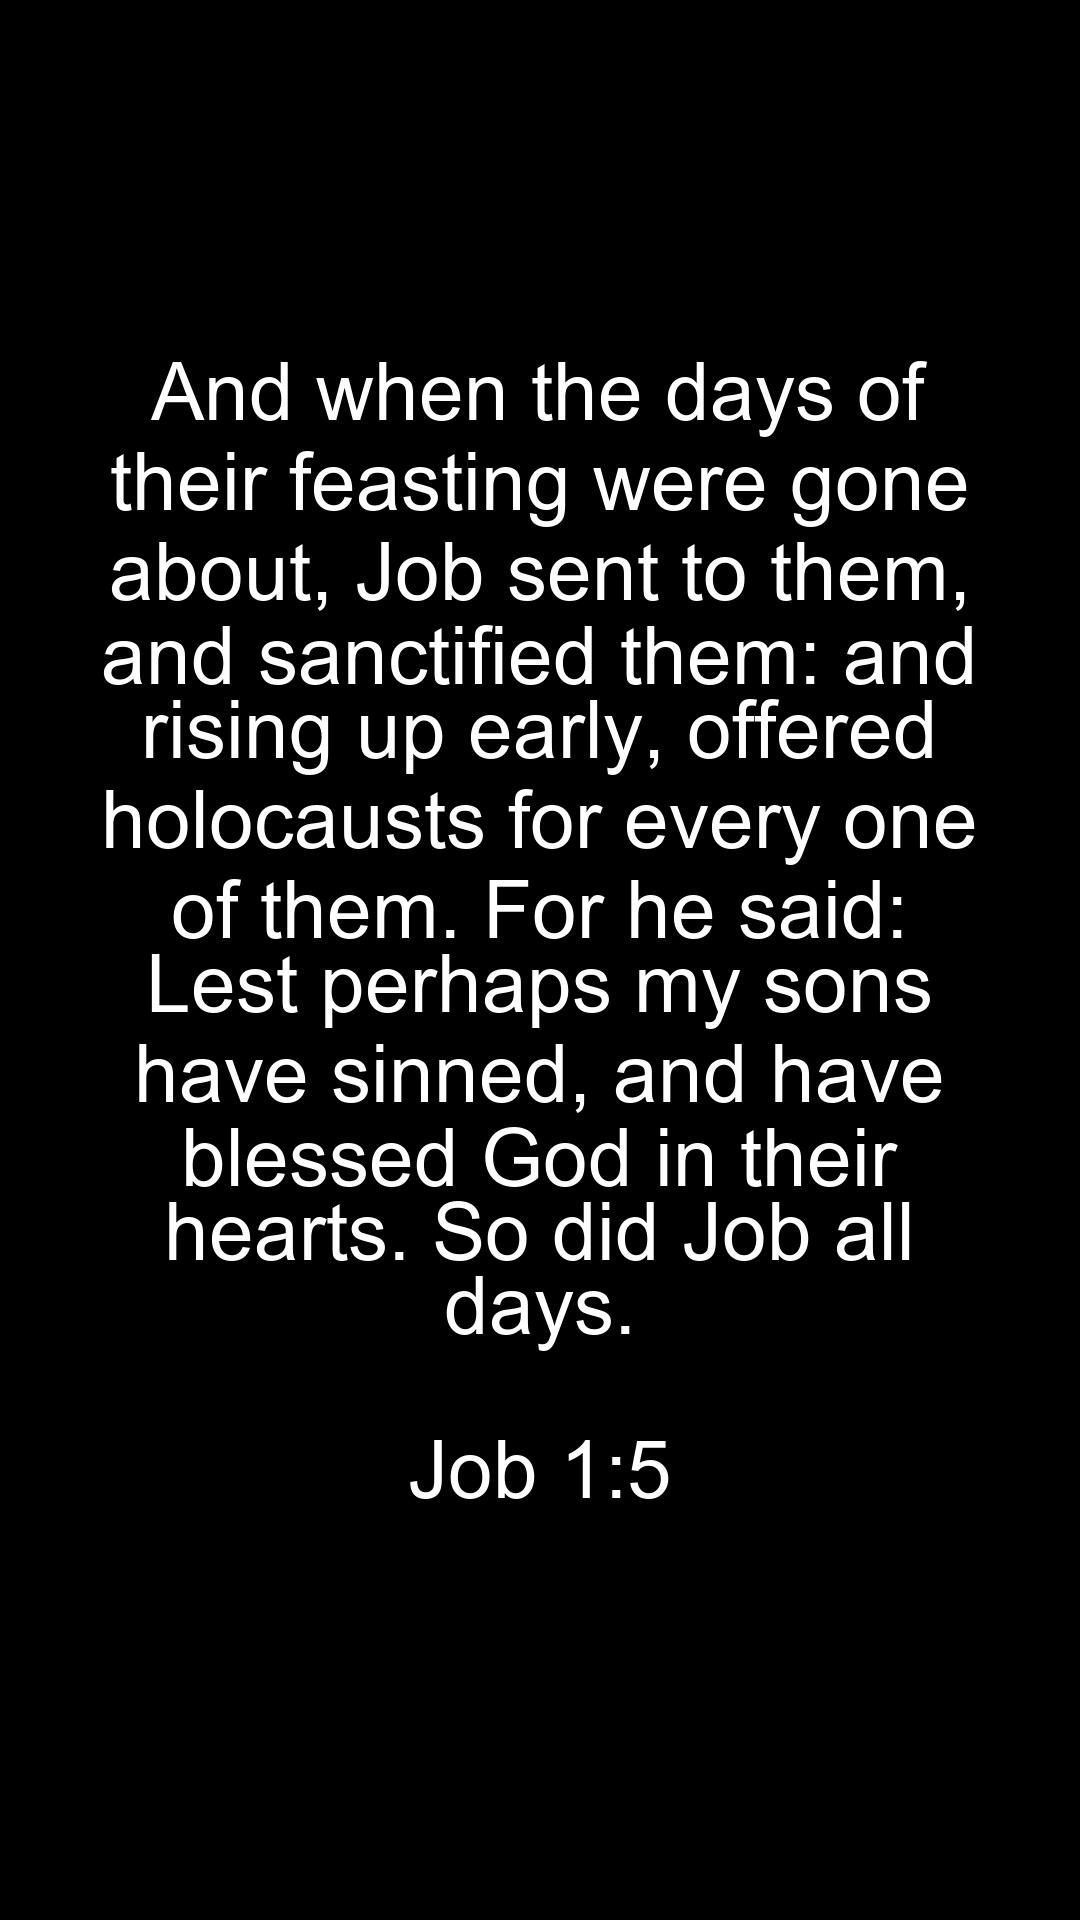 And when the days of
their feasting were gone
about, Job sent to them,
and sanctified them: and
rising up early, offered
holocausts for every one
of them. For he said:
Lest perhaps my sons
have sinned, and have
blessed God in their
hearts. So did Job all
days.
Job 1:5